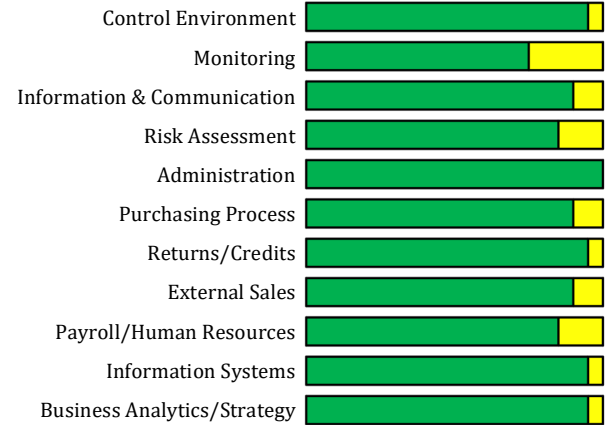 Control Environment
Monitoring
Information & Communication
Risk Assessment
Administration
Purchasing Process
Returns/Credits
External Sales
Payroll/Human Resources
Information Systems
Business Analytics/Strategy